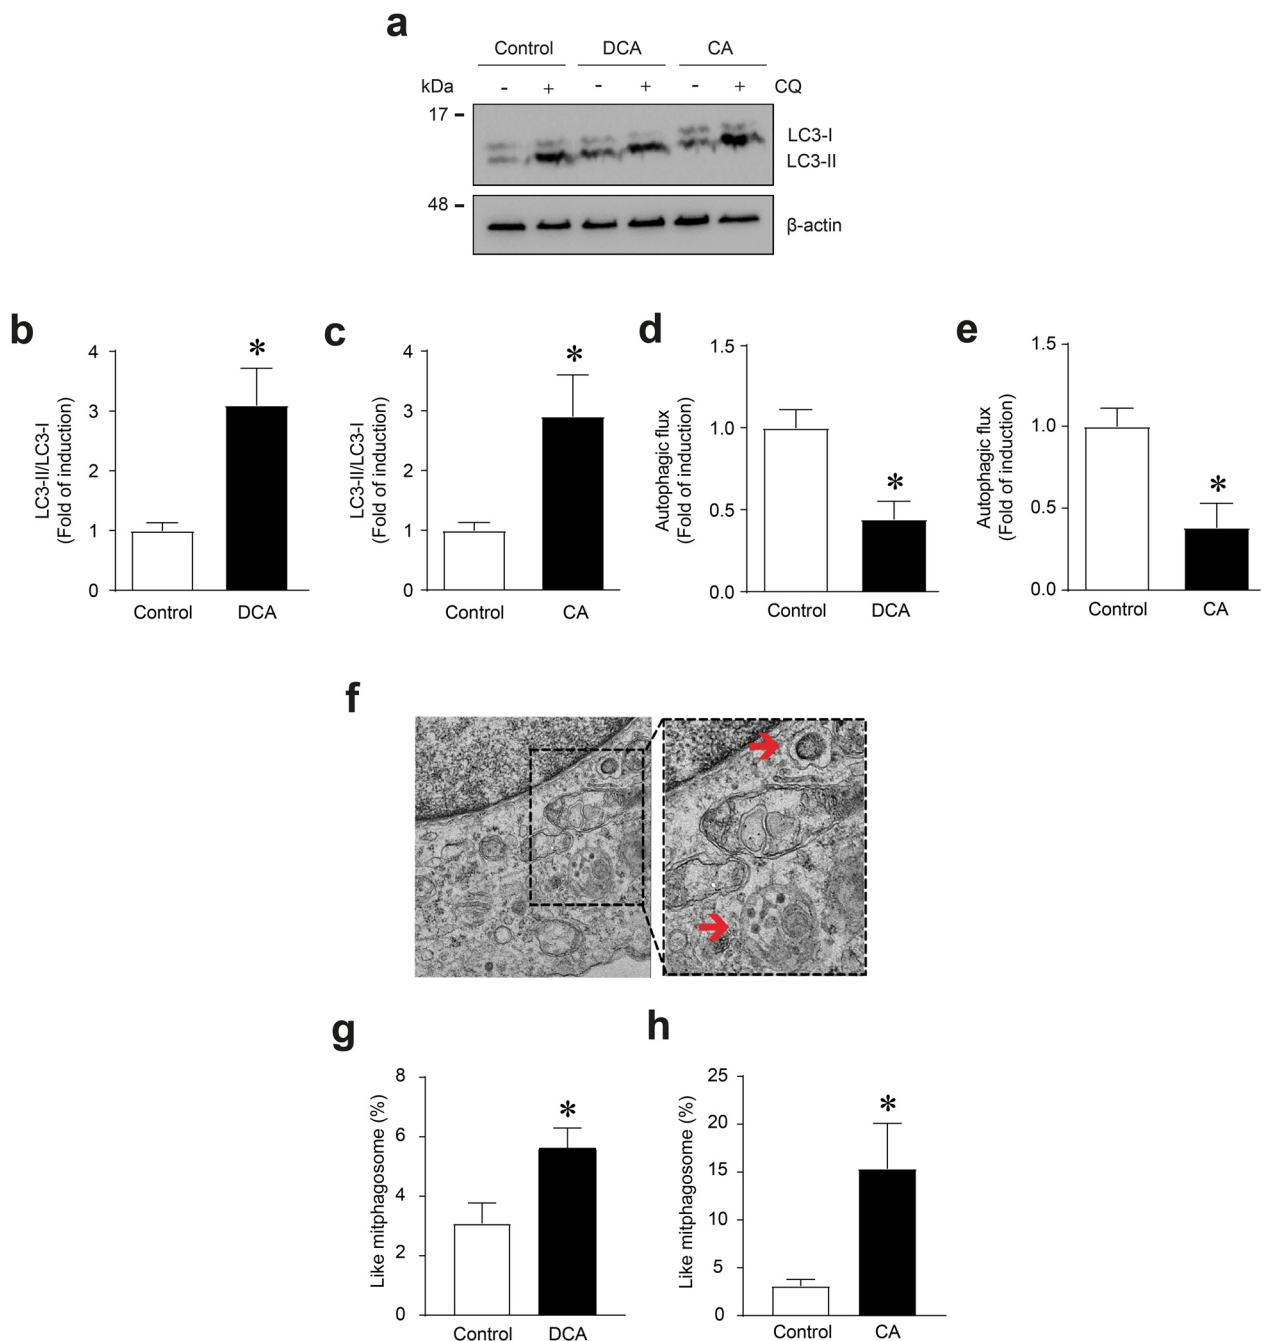 a
Control DCA CA
kDa - + - + - + CQ
17
LC3-I
LC3-II
48
β-actin
b
LC3-II/LC3-I
(Fold of induction)
4
3
2
1
0
*
Control DCA
c
LC3-II/LC3-I
(Fold of induction)
4
3
2
1
0
*
Control CA
d
Autophagic flux
(Fold of induction)
1.5
1.0
0.5
0.0
*
Control DCA
e
Autophagic flux
(Fold of induction)
1.5
1.0
0.5
0.0
*
Control CA
f
g
Like mitphagosome (%)
8
6
4
2
0
*
Control DCA
h
Like mitphagosome (%)
25
20
15
10
5
0
*
Control CA